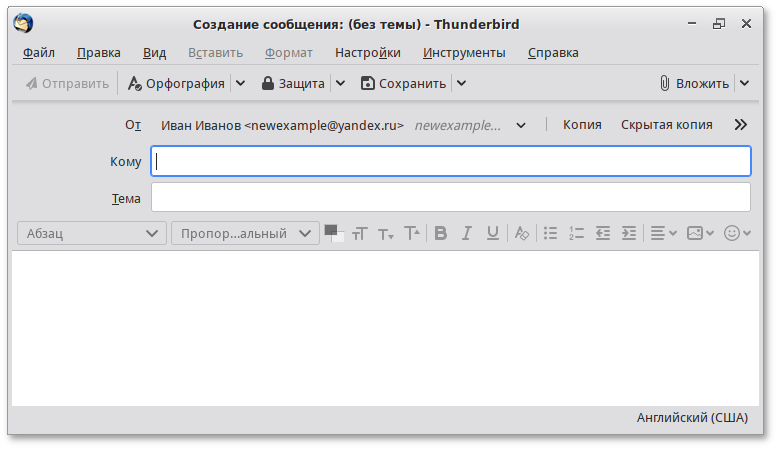 Создание сообщения: (без темы) - Thunderbird
Файл Правка Вид Вставить Формат Настройки Инструменты Справка
Отправить Орфография Защита Сохранить Вложить
От Иван Иванов <newexample@yandex.ru> newexample... Копия Скрытая копия
Кому
Тема
Абзац Пропор...альный
Английский (США)